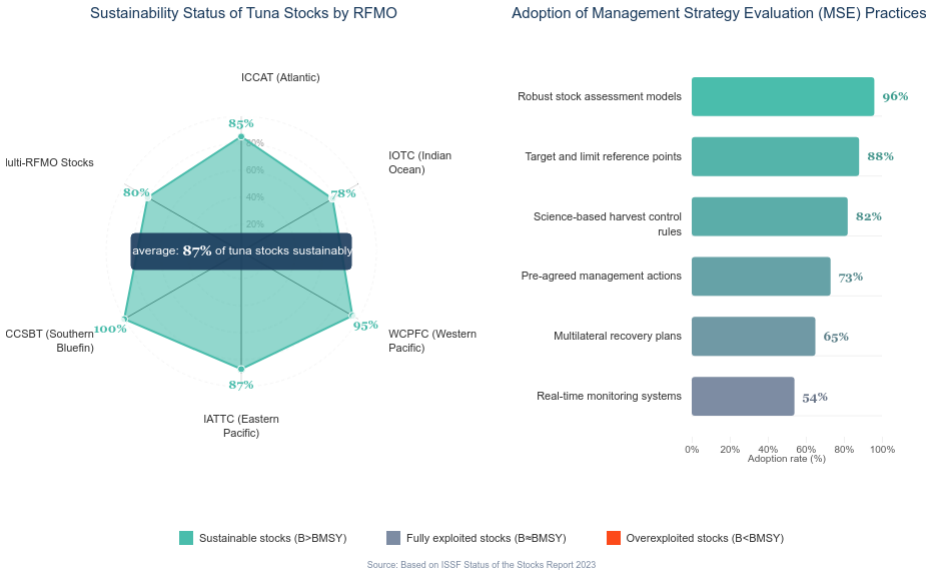 Sustainability Status of Tuna Stocks by RFMO
ICCAT (Atlantic)
85%
80%
60%
40%
20%
IOTC (Indian
Ocean)
78%
ulti-RFMO Stocks
80%
average: 87% of tuna stocks sustainably
CCSBT (Southern
Bluefin)
100%
95%
WCPFC (Western
Pacific)
87%
IATTC (Eastern
Pacific)
Adoption of Management Strategy Evaluation (MSE) Practices
Robust stock assessment models
96%
Target and limit reference points
88%
Science-based harvest control
rules
82%
Pre-agreed management actions
73%
Multilateral recovery plans
65%
Real-time monitoring systems
54%
0% 20% 40% 60% 80% 100%
Adoption rate (%)
Sustainable stocks (B>BMSY) Fully exploited stocks (B≈BMSY) Overexploited stocks (B<BMSY)
Source: Based on ISSF Status of the Stocks Report 2023